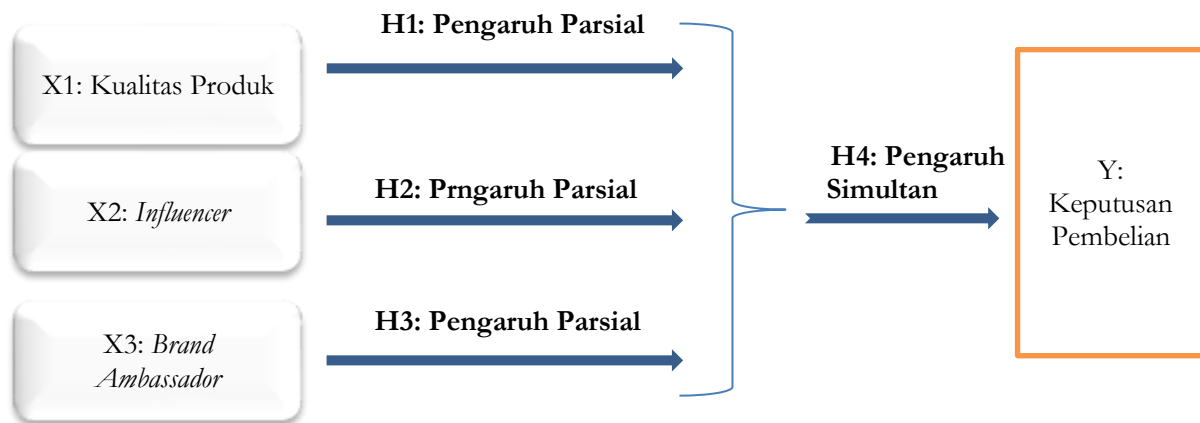 H1: Pengaruh Parsial
X1: Kualitas Produk
H2: Prngaruh Parsial
X2: Influencer
H3: Pengaruh Parsial
X3: Brand
Ambassador
H4: Pengaruh
Simultan
Y:
Keputusan
Pembelian